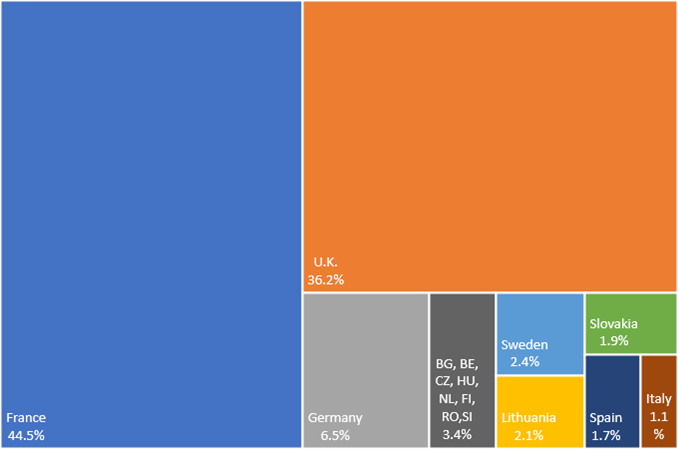 U.K.
36.2%
France
44.5%
Germany
6.5%
BG, BE,
CZ, HU,
NL, FI,
RO,SI
3.4%
Sweden
2.4%
Lithuania
2.1%
Slovakia
1.9%
Spain
1.7%
Italy
1.1
%